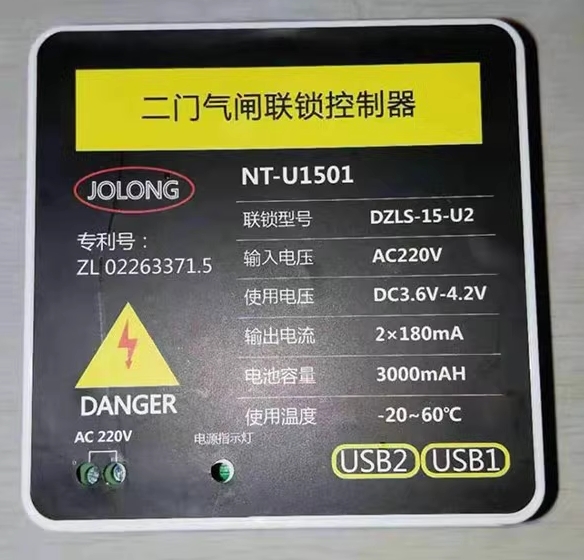 二门气闸联锁控制器
JOLONG
NT-U1501
专利号：
ZL 02263371.5
联锁型号 DZLS-15-U2
输入电压 AC220V
使用电压 DC3.6V-4.2V
输出电流 2×180mA
电池容量 3000mAH
使用温度 -20~60℃
DANGER
AC 220V
电源指示灯
USB2 USB1